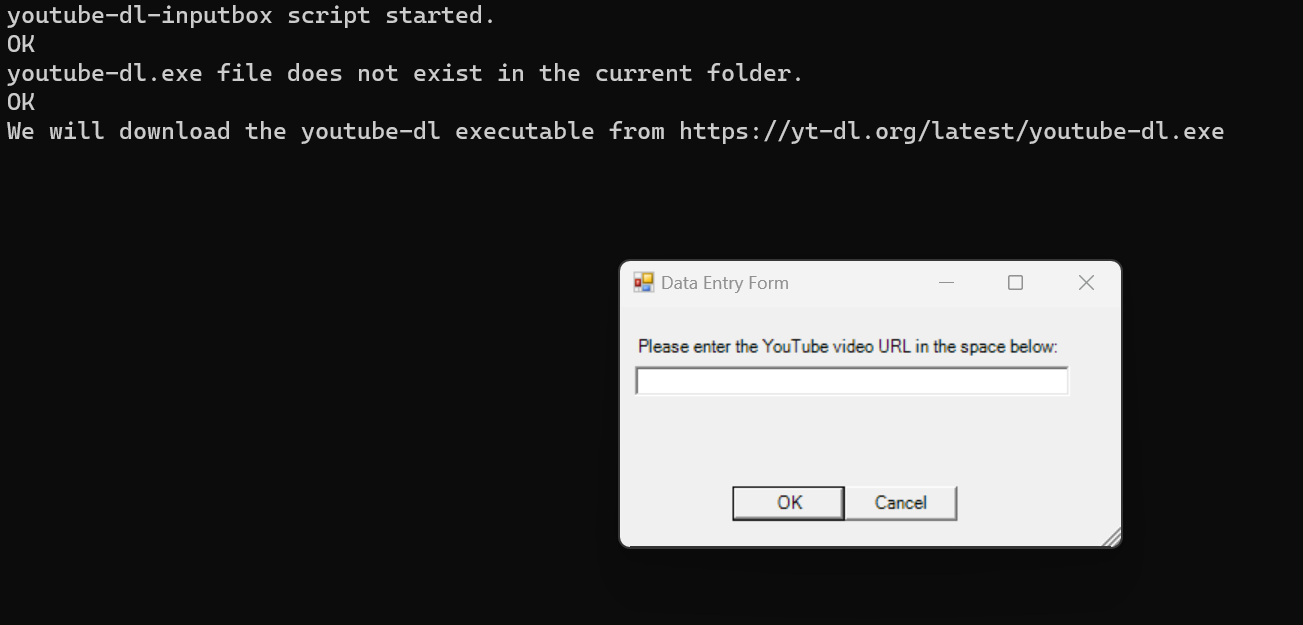 youtube-dl-inputbox script started.
OK
youtube-dl.exe file does not exist in the current folder.
OK
We will download the youtube-dl executable from https://yt-dl.org/latest/youtube-dl.exe
Data Entry Form
Please enter the YouTube video URL in the space below:
OK Cancel